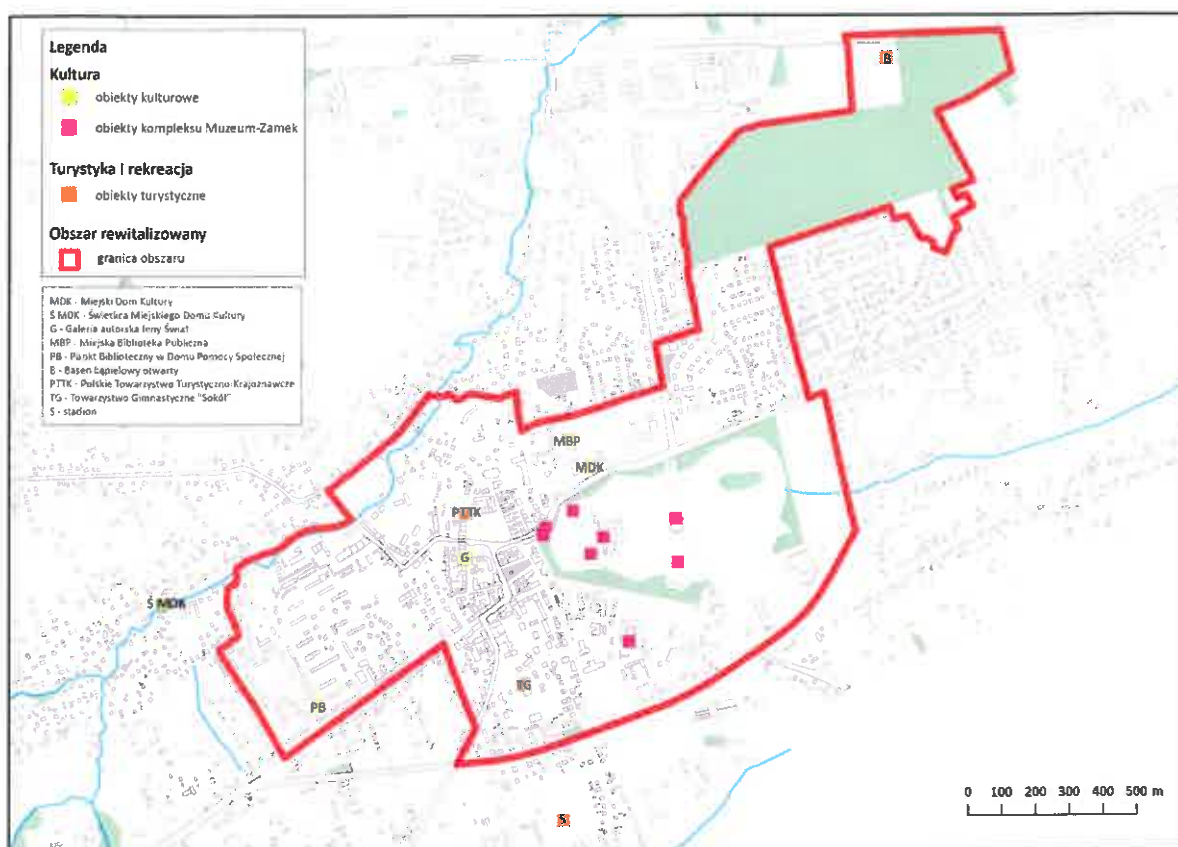 Legenda
Kultura
obiekty kulturowe
obiekty kompleksu Muzeum-Zamek
Turystyka i rekreacja
obiekty turystyczne
Obszar rewitalizowany
granica obszaru
MDK - Miejski Dom Kultury
Ś MDK - Świetlica Miejskiego Domu Kultury
G - Galeria autorska Ireny Świat
MBP - Miejska Biblioteka Publiczna
PB - Punkt Biblioteczny w Domu Pomocy Społecznej
B - Basen kąpielowy otwarty
PTTK - Polskie Towarzystwo Turystyczno-Krajoznawcze
TG - Towarzystwo Gimnastyczne "Sokół"
S - stadion
B
MBP
MDK
PTTK
G
Ś MDK
TG
PB
S
0 100 200 300 400 500 m